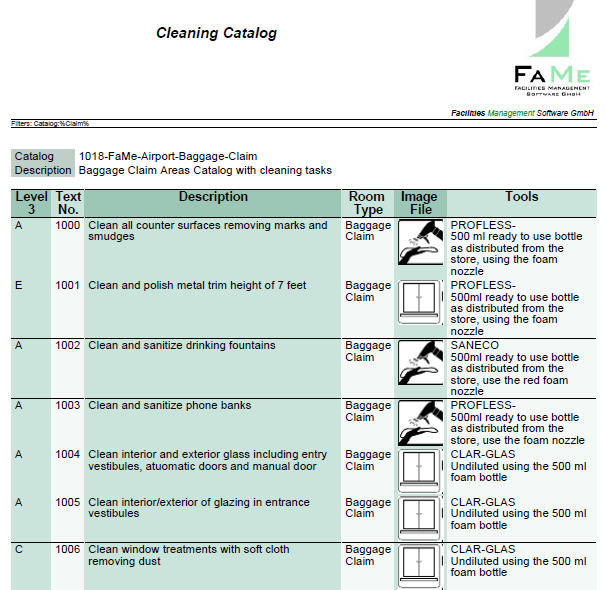 Cleaning Catalog
FaMe
Facilities Management
Software GmbH
Facilities Management Software GmbH
Filters: Catalog:%Claim%
Catalog 1018-FaMe-Airport-Baggage-Claim
Description Baggage Claim Areas Catalog with cleaning tasks
Level Text Description Room Image Tools
3 No. Type File
A 1000 Clean all counter surfaces removing marks and Baggage PROFLESS-
smudges Claim 500 ml ready to use bottle
as distributed from the
store, using the foam
nozzle
E 1001 Clean and polish metal trim height of 7 feet Baggage PROFLESS-
Claim 500ml ready to use bottle
as distributed from the
store, using the foam
nozzle
A 1002 Clean and sanitize drinking fountains Baggage SANECO
Claim 500ml ready to use bottle
as distributed from the
store, use the red foam
nozzle
A 1003 Clean and sanitize phone banks Baggage PROFLESS-
Claim 500ml ready to use bottle
as distributed from the
store, use the foam nozzle
A 1004 Clean interior and exterior glass including entry Baggage CLAR-GLAS
vestibules, atuomatic doors and manual door Claim Undiluted using the 500 ml
foam bottle
A 1005 Clean interior/exterior of glazing in entrance Baggage CLAR-GLAS
vestibules Claim Undiluted using the 500 ml
foam bottle
C 1006 Clean window treatments with soft cloth Baggage CLAR-GLAS
removing dust Claim Undiluted using the 500 ml
foam bottle